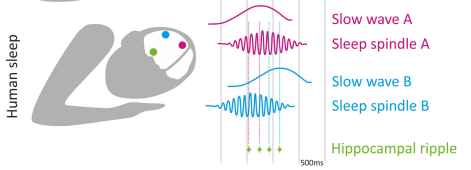 Human sleep
Slow wave A
Sleep spindle A
Slow wave B
Sleep spindle B
Hippocampal ripple
500ms